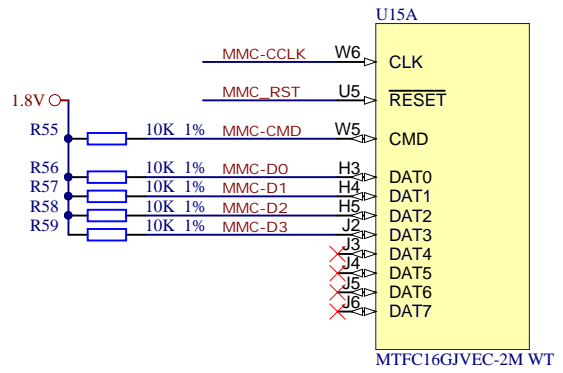 U15A
MMC-CCLK W6 CLK
MMC_RST U5 RESET
1.8V
R55 10K 1% MMC-CMD W5 CMD
R56 10K 1% MMC-D0 H3 DAT0
R57 10K 1% MMC-D1 H4 DAT1
R58 10K 1% MMC-D2 H5 DAT2
R59 10K 1% MMC-D3 J2 DAT3
J3 DAT4
J4 DAT5
J5 DAT6
J6 DAT7
MTFC16GJVEC-2M WT